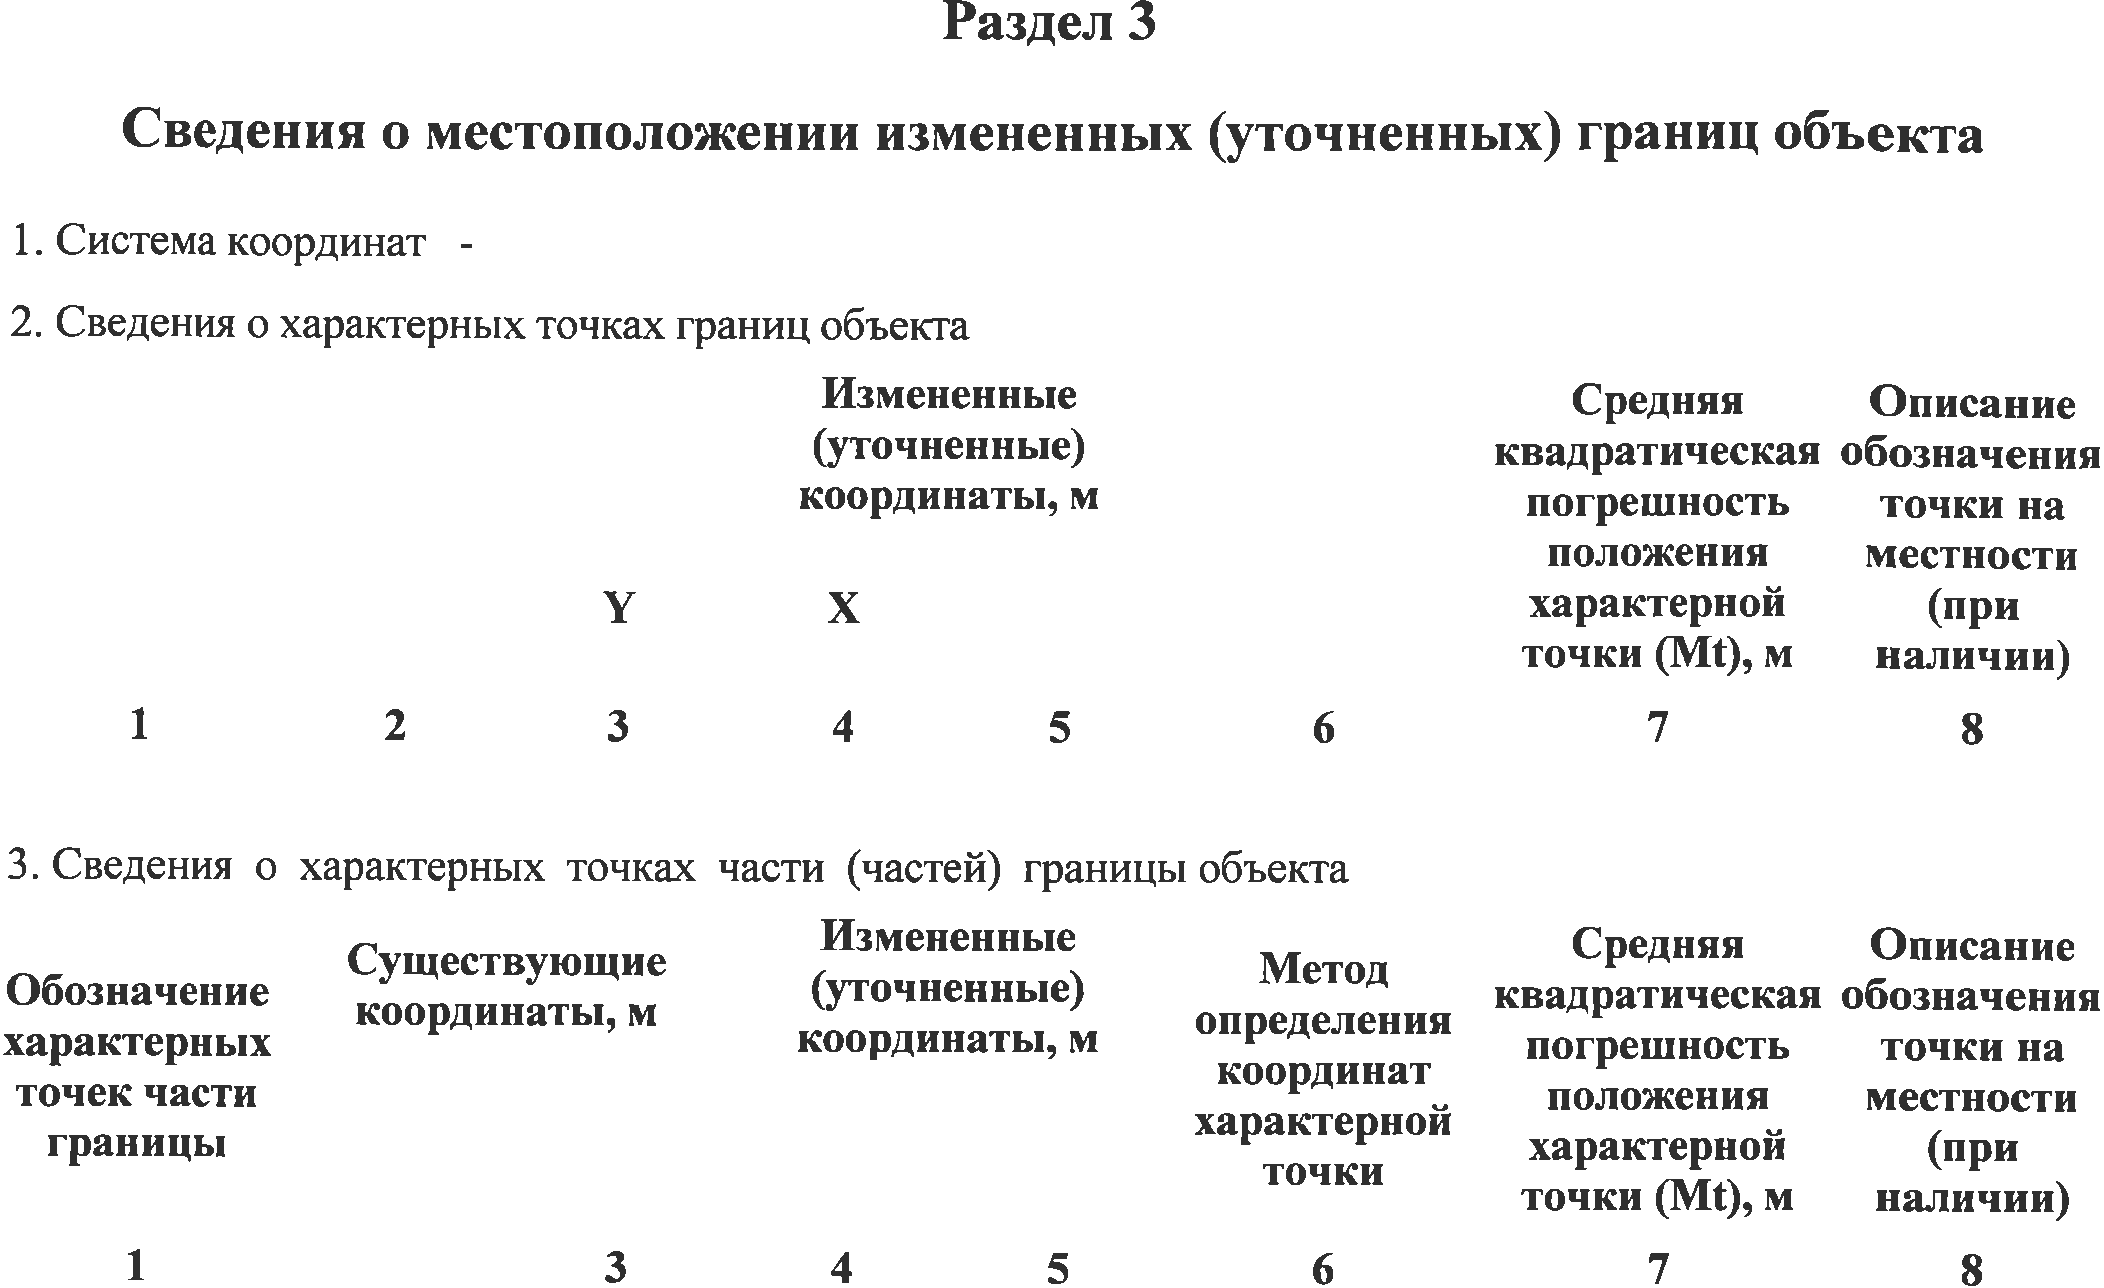 Раздел 3
Сведения о местоположении измененных (уточненных) границ объекта
1. Система координат -
2. Сведения о характерных точках границ объекта
Измененные
(уточненные)
координаты, м
Средняя
квадратическая
погрешность
положения
характерной
точки (Mt), м
Описание
обозначения
точки на
местности
(при
наличии)
Y X
1 2 3 4 5 6 7 8
3. Сведения о характерных точках части (частей) границы объекта
Обозначение
характерных
точек части
границы
Существующие
координаты, м
Измененные
(уточненные)
координаты, м
Метод
определения
координат
характерной
точки
Средняя
квадратическая
погрешность
положения
характерной
точки (Mt), м
Описание
обозначения
точки на
местности
(при
наличии)
1 3 4 5 6 7 8